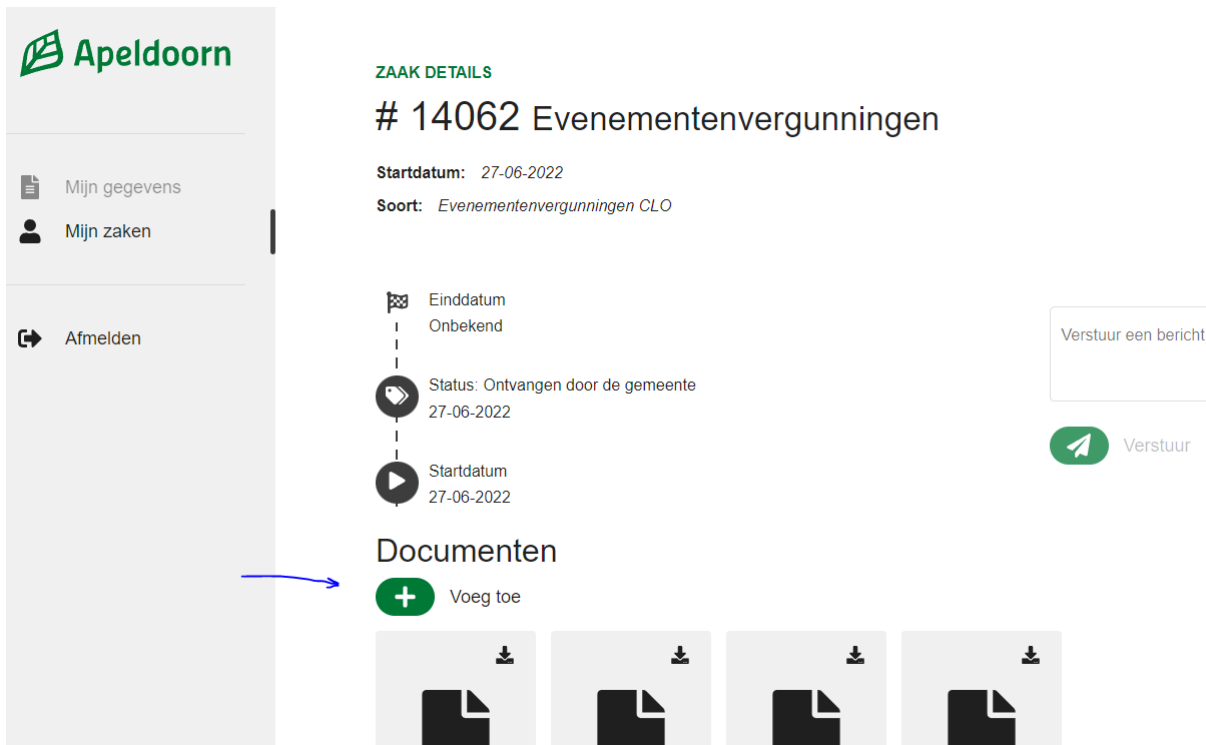 Apeldoorn
Mijn gegevens
Mijn zaken
Afmelden
ZAAK DETAILS
# 14062 Evenementenvergunningen
Startdatum: 27-06-2022
Soort: Evenementenvergunningen CLO
Einddatum
Onbekend
Status: Ontvangen door de gemeente
27-06-2022
Startdatum
27-06-2022
Verstuur een bericht
Verstuur
Documenten
Voeg toe